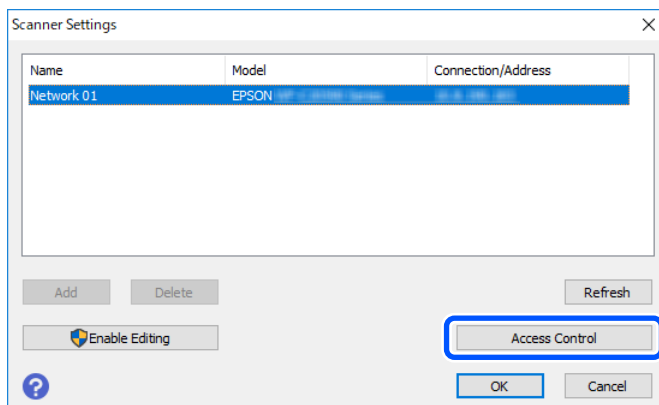 Scanner Settings
Name Model Connection/Address
Network 01 EPSON
Add Delete Refresh
Enable Editing Access Control
? OK Cancel